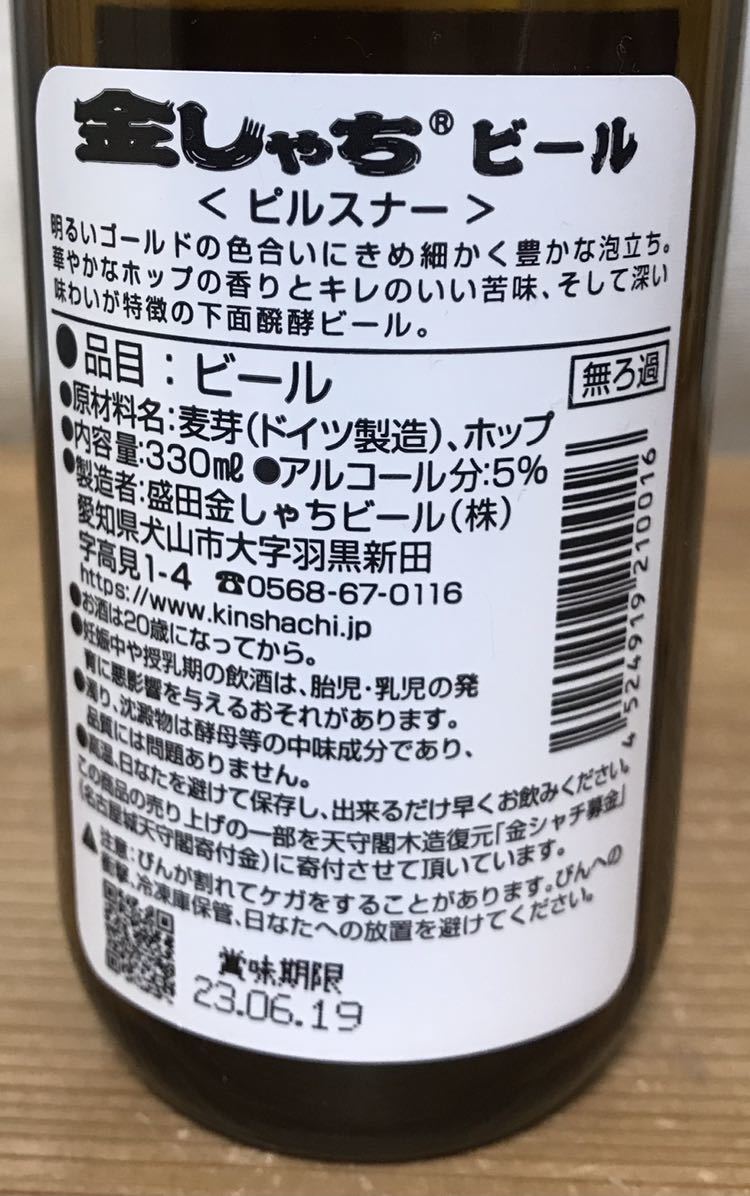 金しゃち® ビール
＜ピルスナー＞
明るいゴールドの色合いにきめ細かく豊かな泡立ち。
華やかなホップの香りとキレのいい苦味、そして深い
味わいが特徴の下面醗酵ビール。
●品目：ビール
無ろ過
●原材料名:麦芽(ドイツ製造)、ホップ
●内容量:330㎖ ●アルコール分:5%
●製造者:盛田金しゃちビール(株)
愛知県犬山市大字羽黒新田
字高見1-4 ☎0568-67-0116
https://www.kinshachi.jp
●お酒は20歳になってから。
●妊娠中や授乳期の飲酒は、胎児・乳児の発
育に悪影響を与えるおそれがあります。
●濁り、沈澱物は酵母等の中味成分であり、
品質には問題ありません。
●高温、日なたを避けて保存し、出来るだけ早くお飲みください。
この商品の売り上げの一部を天守閣木造復元「金シャチ募金」
(名古屋城天守閣寄付金)に寄付させて頂いています。
▲注意:びんが割れてケガをすることがあります。びんへの
衝撃、冷凍庫保管、日なたへの放置を避けてください。
賞味期限
23.06.19
4 524919 210016